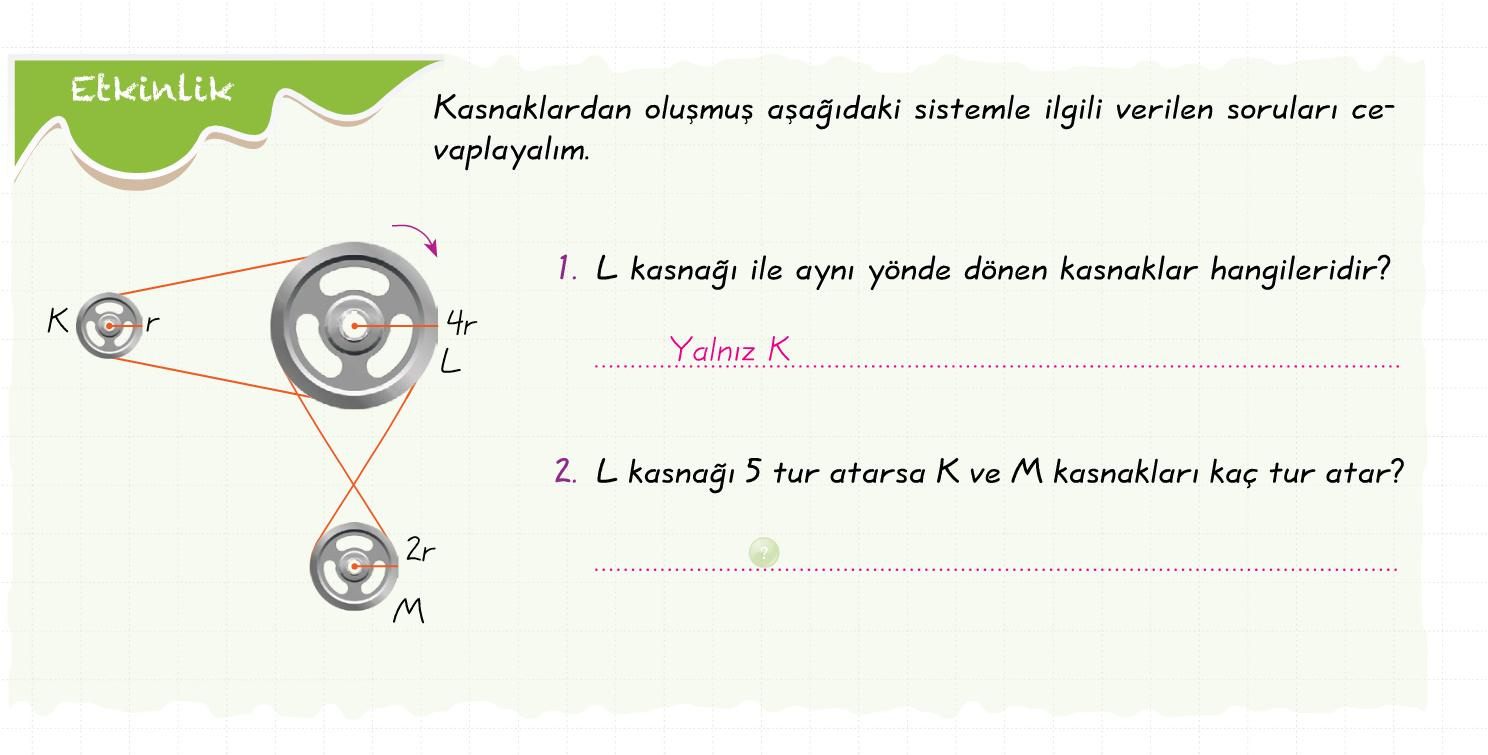 Etkinlik
Kasnaklardan oluşmuş aşağıdaki sistemle ilgili verilen soruları ce-
vaplayalım.
1. L kasnağı ile aynı yönde dönen kasnaklar hangileridir?
K r
4r
L
Yalnız K
2. L kasnağı 5 tur atarsa K ve M kasnakları kaç tur atar?
2r
?
M